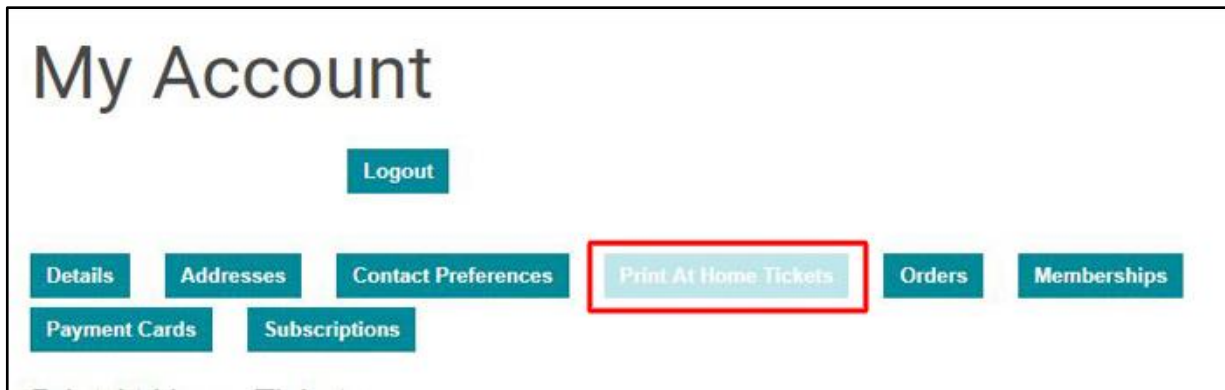 My Account
Logout
Details Addresses Contact Preferences Print At Home Tickets Orders Memberships
Payment Cards Subscriptions